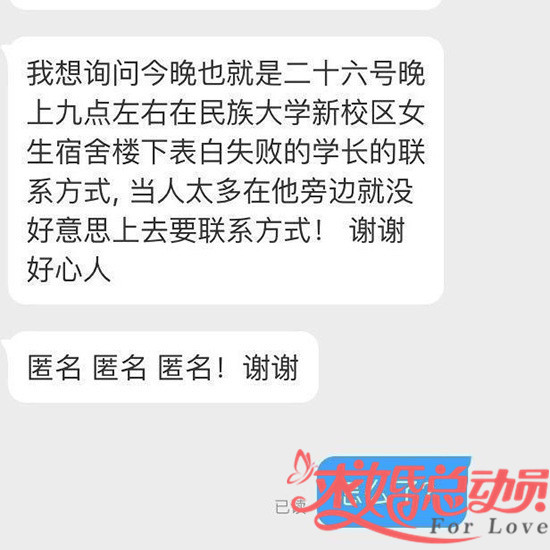 我想询问今晚也就是二十六号晚
上九点左右在民族大学新校区女
生宿舍楼下表白失败的学长的联
系方式, 当人太多在他旁边就没
好意思上去要联系方式！ 谢谢
好心人
匿名 匿名 匿名！谢谢
已读
求婚总动员
For Love